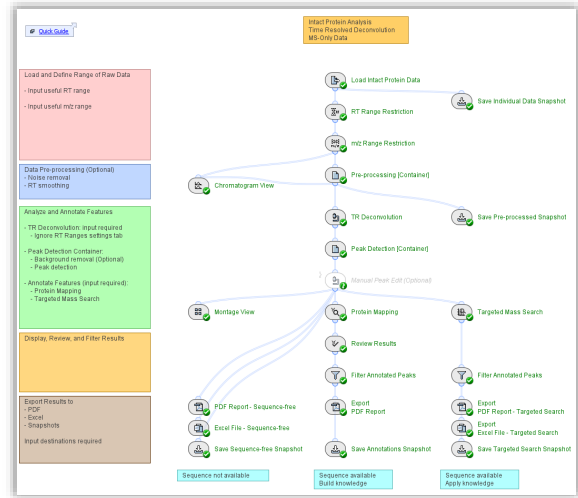 Quick Guide
Intact Protein Analysis
Time Resolved Deconvolution
MS-Only Data
Load and Define Range of Raw Data
- Input useful RT range
- Input useful m/z range
Load Intact Protein Data
Save Individual Data Snapshot
RT Range Restriction
m/z Range Restriction
Data Pre-processing (Optional)
- Noise removal
- RT smoothing
Chromatogram View
Pre-processing [Container]
Analyze and Annotate Features
- TR Deconvolution: input required
- Ignore RT Ranges settings tab
- Peak Detection Container:
- Background removal (Optional)
- Peak detection
- Annotate Features (input required):
- Protein Mapping
- Targeted Mass Search
TR Deconvolution
Save Pre-processed Snapshot
Peak Detection [Container]
Manual Peak Edit (Optional)
Montage View
Protein Mapping
Targeted Mass Search
Display, Review, and Filter Results
Review Results
Filter Annotated Peaks
Filter Annotated Peaks
Export Results to
- PDF
- Excel
- Snapshots
Input destinations required
PDF Report - Sequence-free
Export
PDF Report
Export
PDF Report - Targeted Search
Excel File - Sequence-free
Export
Excel File - Targeted Search
Save Sequence-free Snapshot
Save Annotations Snapshot
Save Targeted Search Snapshot
Sequence not available
Sequence available
Build knowledge
Sequence available
Apply knowledge